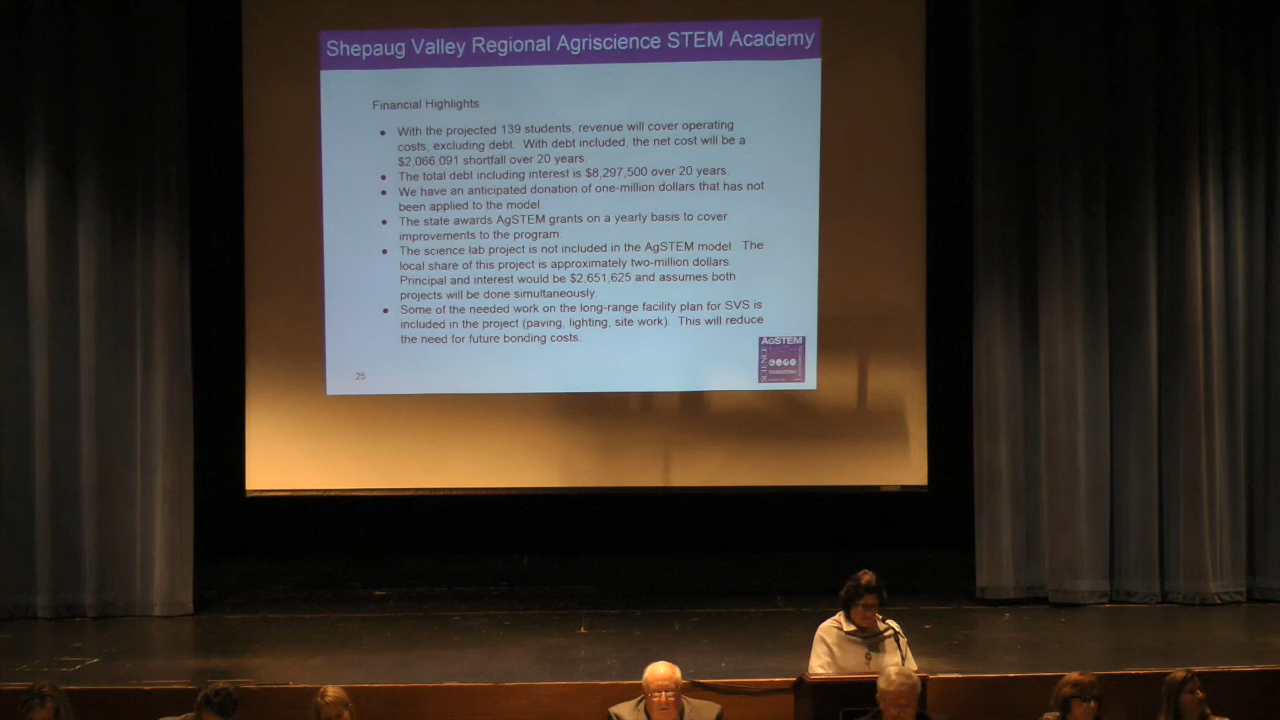 Shepaug Valley Regional Agriscience STEM Academy
Financial Highlights
● With the projected 139 students, revenue will cover operating
costs, excluding debt. With debt included, the net cost will be a
$2,066,091 shortfall over 20 years.
● The total debt including interest is $8,297,500 over 20 years.
● We have an anticipated donation of one-million dollars that has not
been applied to the model.
● The state awards AgSTEM grants on a yearly basis to cover
improvements to the program.
● The science lab project is not included in the AgSTEM model. The
local share of this project is approximately two-million dollars.
Principal and interest would be $2,651,625 and assumes both
projects will be done simultaneously.
● Some of the needed work on the long-range facility plan for SVS is
included in the project (paving, lighting, site work). This will reduce
the need for future bonding costs.
AGSTEM
SCIENCE
25